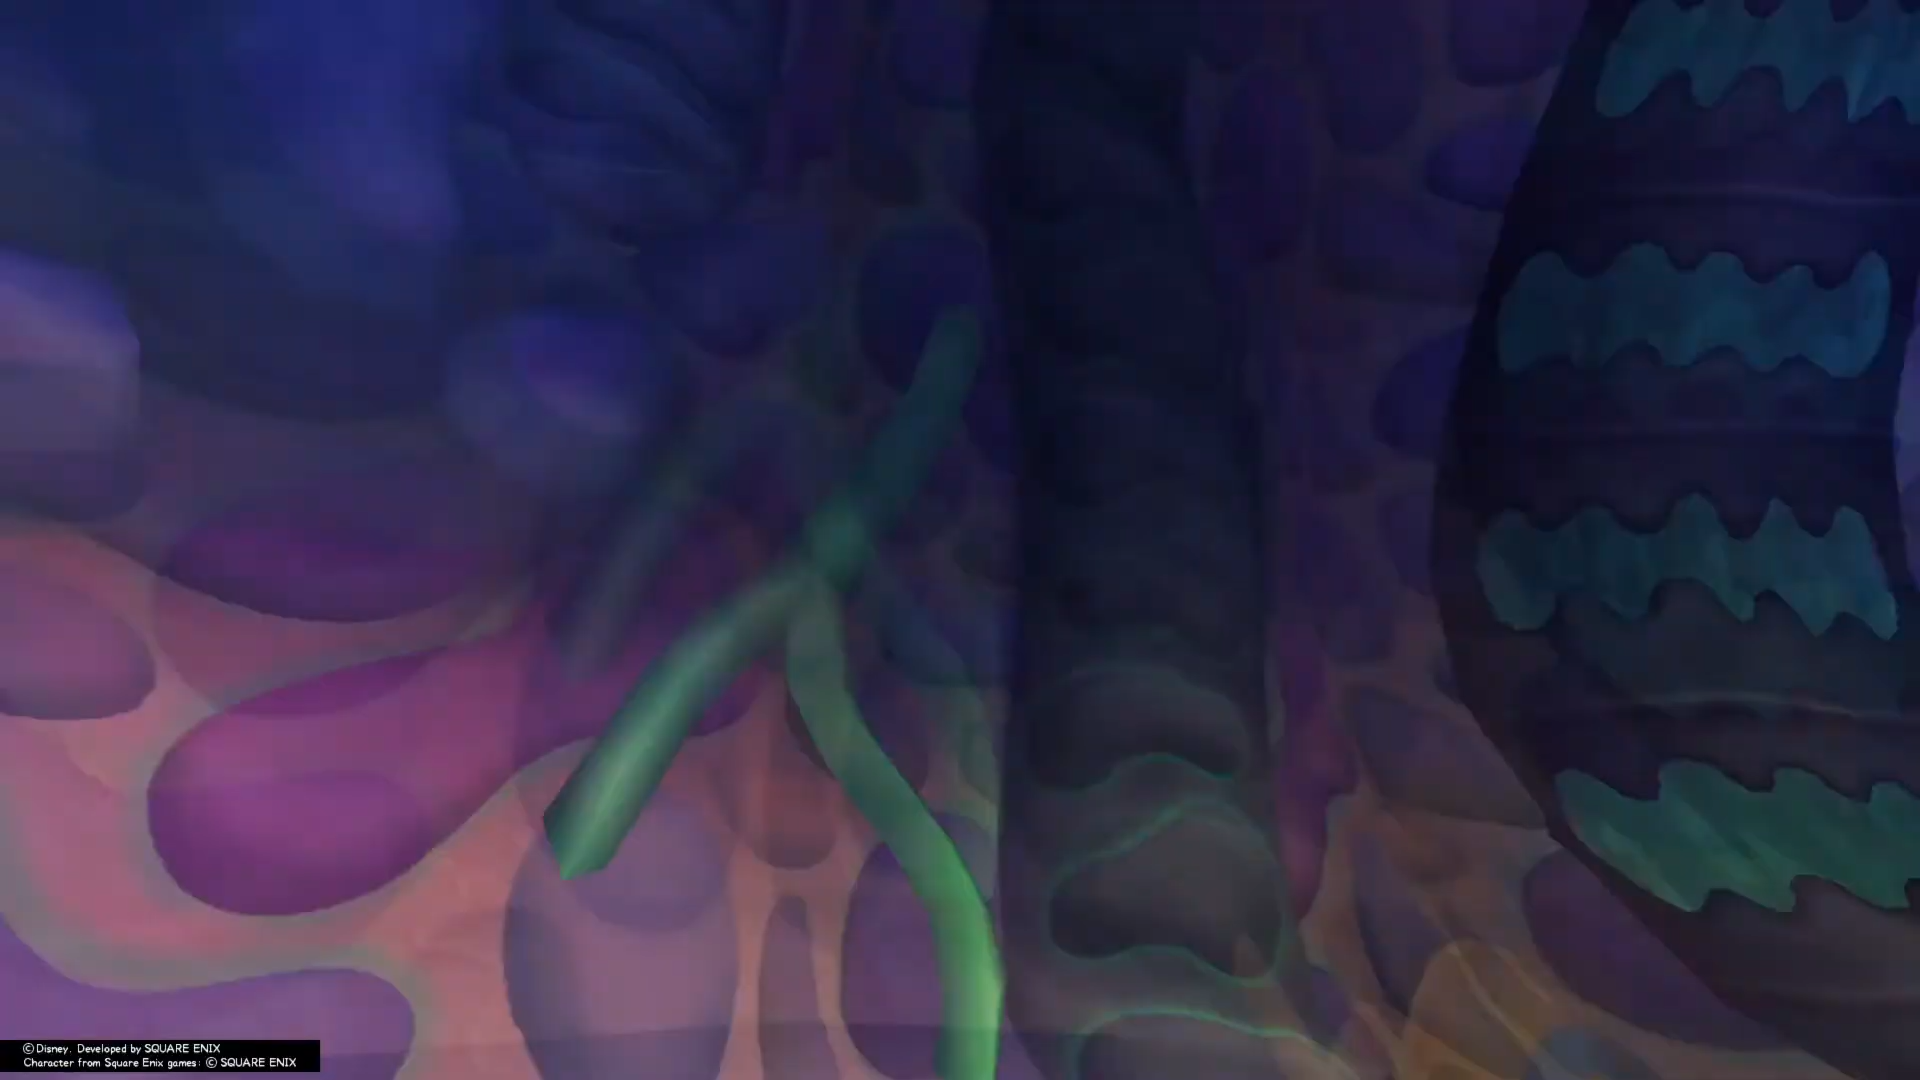 ©Disney. Developed by SQUARE ENIX
Character from Square Enix games: © SQUARE ENIX